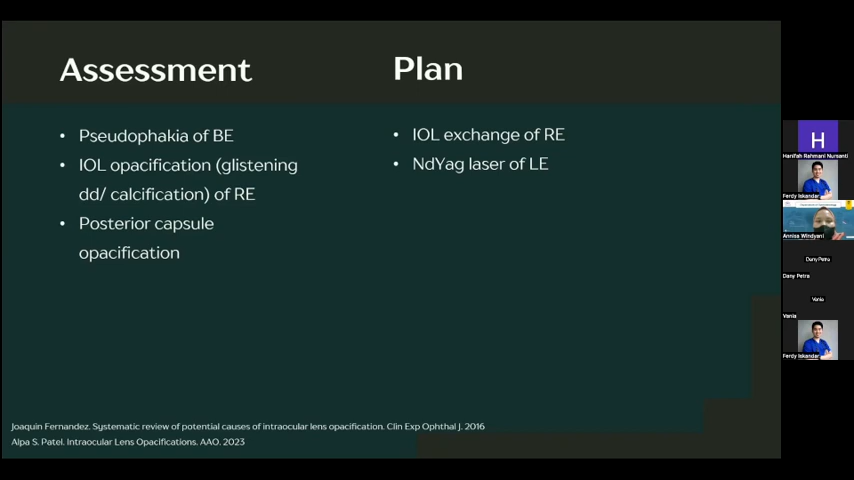 Assessment
Plan
• Pseudophakia of BE
• IOL opacification (glistening
dd/ calcification) of RE
• Posterior capsule
opacification
• IOL exchange of RE
• NdYag laser of LE
Joaquin Fernandez. Systematic review of potential causes of intraocular lens opacification. Clin Exp Ophthal J. 2016
Alpa S. Patel. Intraocular Lens Opacifications. AAO. 2023
H
Hanifah Rahmani Nursanti
Ferdy Iskandar
Annisa Windyani
Dany Petra
Dany Petra
Vania
Vania
Ferdy Iskandar